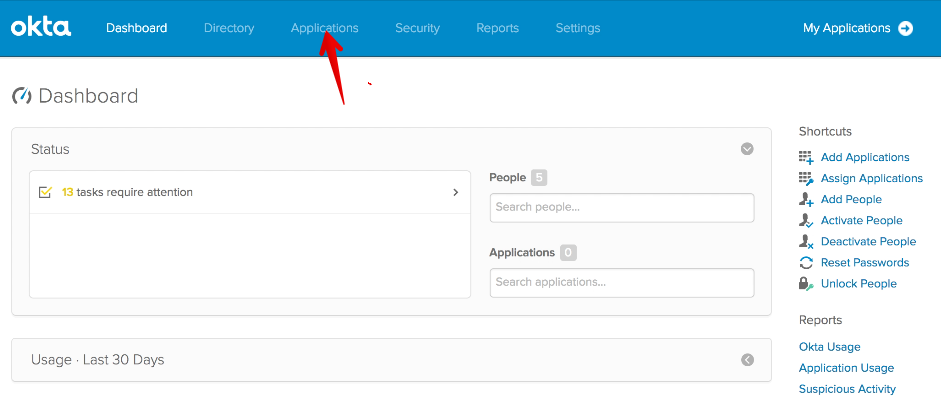 okta Dashboard Directory Applications Security Reports Settings My Applications
Dashboard
Status
13 tasks require attention
People 5
Search people...
Applications 0
Search applications...
Usage · Last 30 Days
Shortcuts
Add Applications
Assign Applications
Add People
Activate People
Deactivate People
Reset Passwords
Unlock People
Reports
Okta Usage
Application Usage
Suspicious Activity